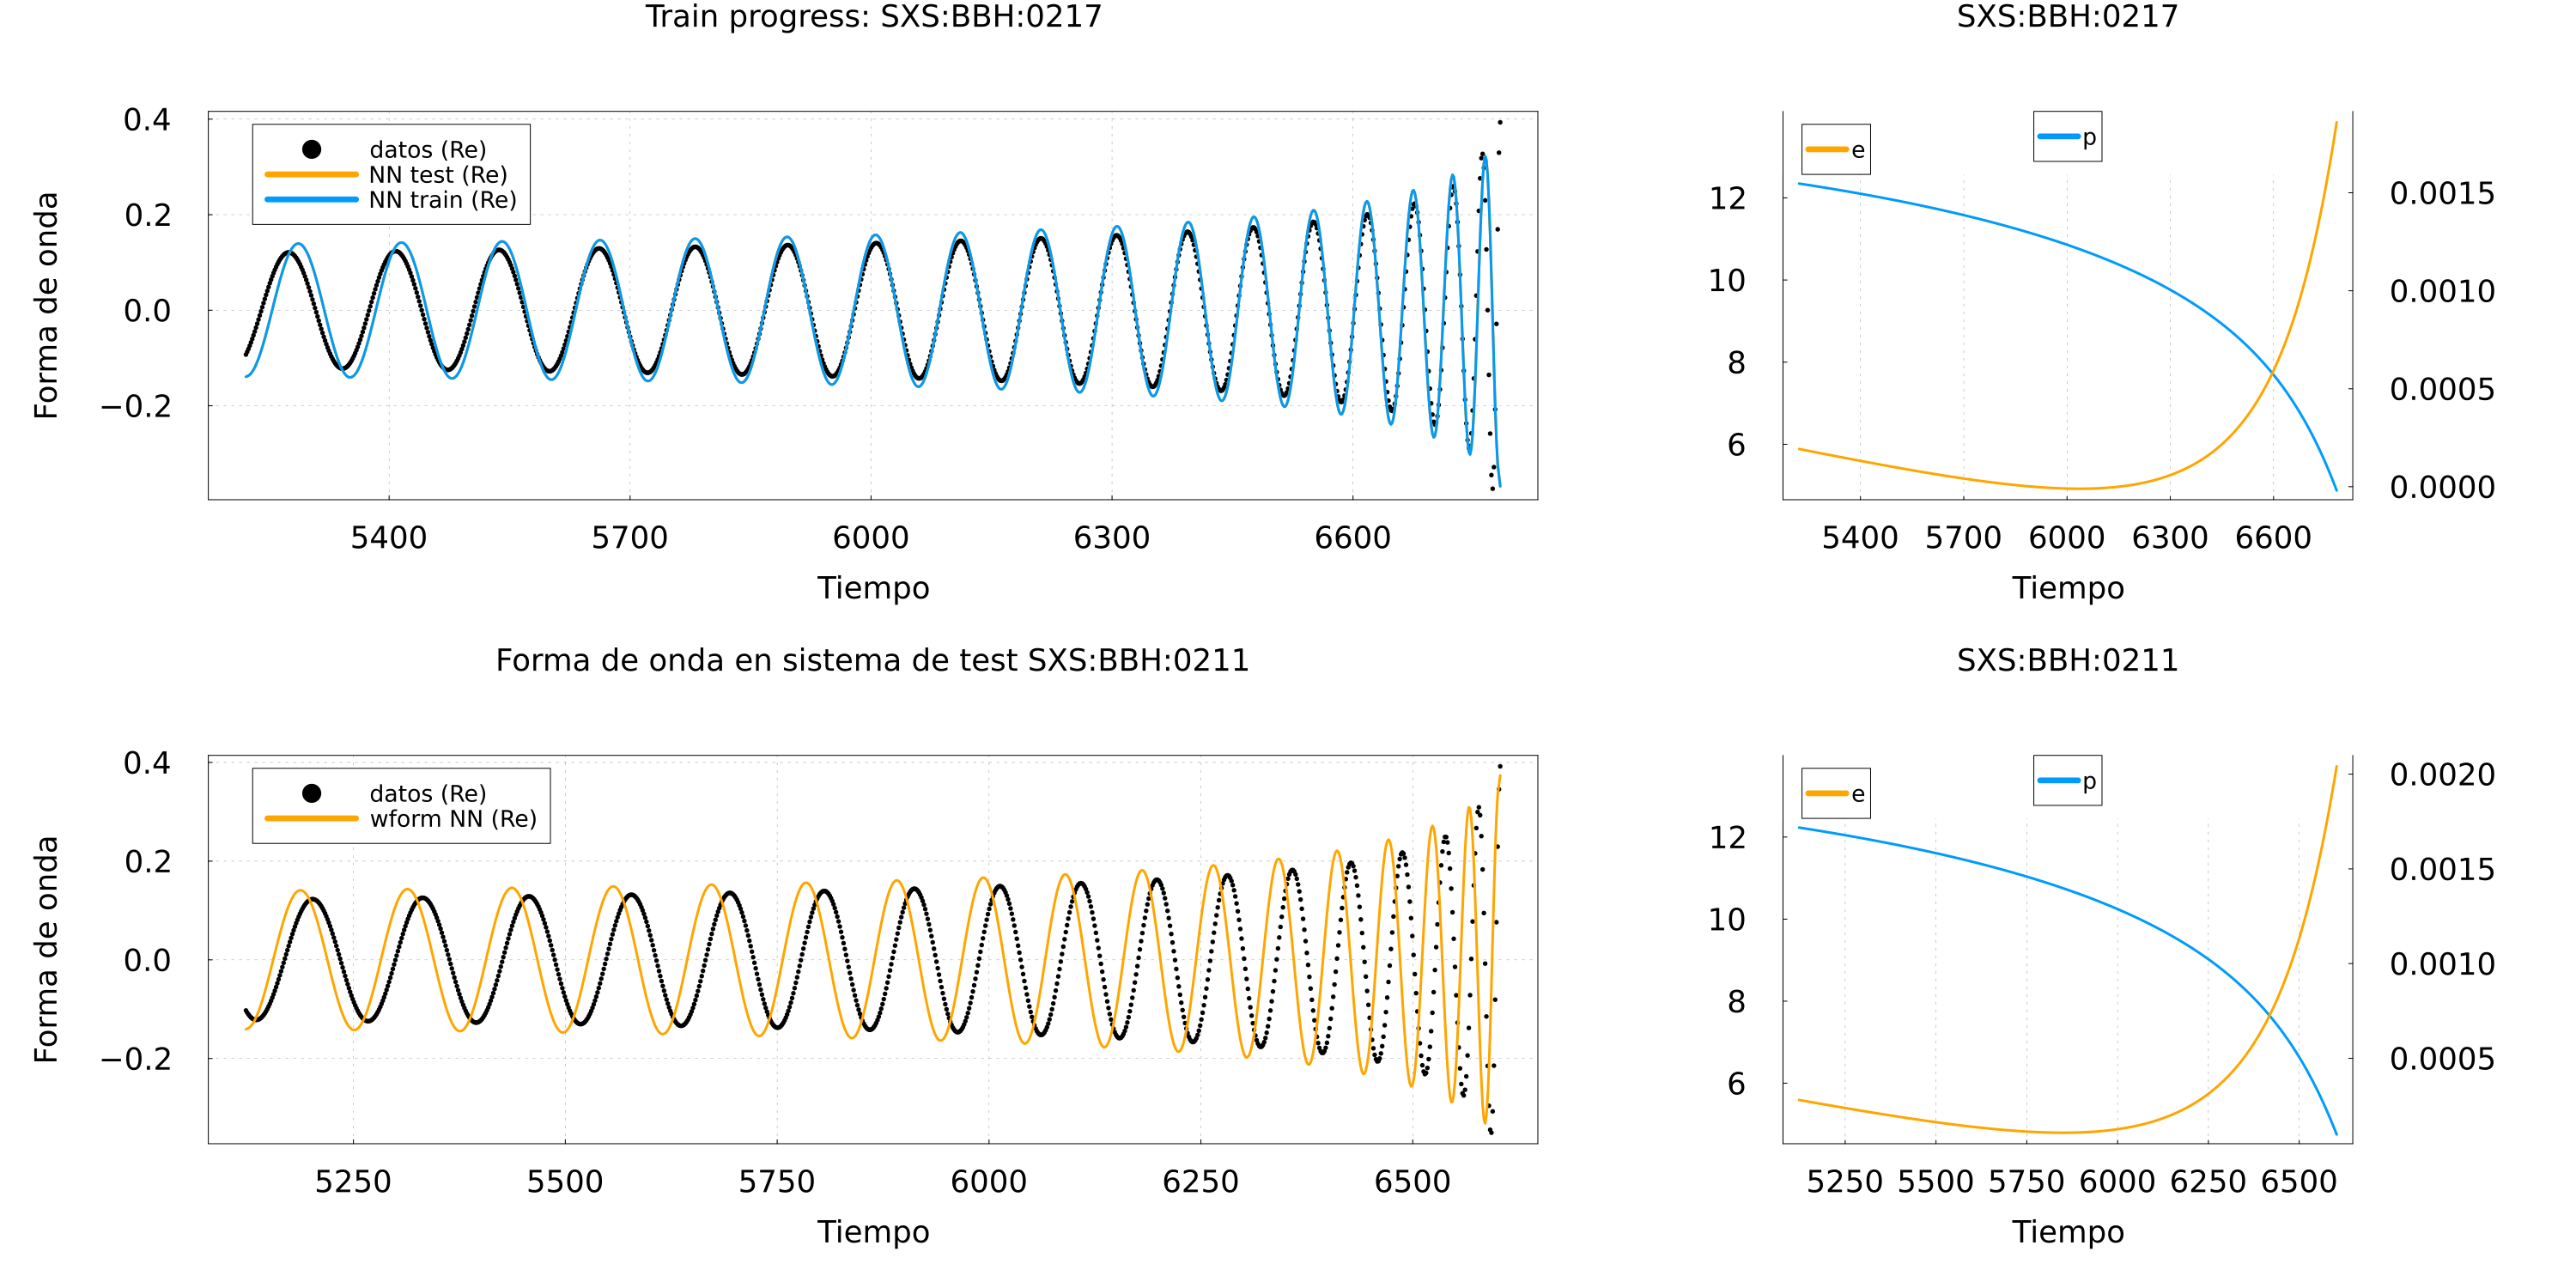 Train progress: SXS:BBH:0217
0.4
0.2
0.0
−0.2
Forma de onda
datos (Re)
NN test (Re)
NN train (Re)
5400 5700 6000 6300 6600
Tiempo
SXS:BBH:0217
e
p
12
10
8
6
0.0015
0.0010
0.0005
0.0000
5400 5700 6000 6300 6600
Tiempo
Forma de onda en sistema de test SXS:BBH:0211
0.4
0.2
0.0
−0.2
Forma de onda
datos (Re)
wform NN (Re)
5250 5500 5750 6000 6250 6500
Tiempo
SXS:BBH:0211
e
p
12
10
8
6
0.0020
0.0015
0.0010
0.0005
5250 5500 5750 6000 6250 6500
Tiempo